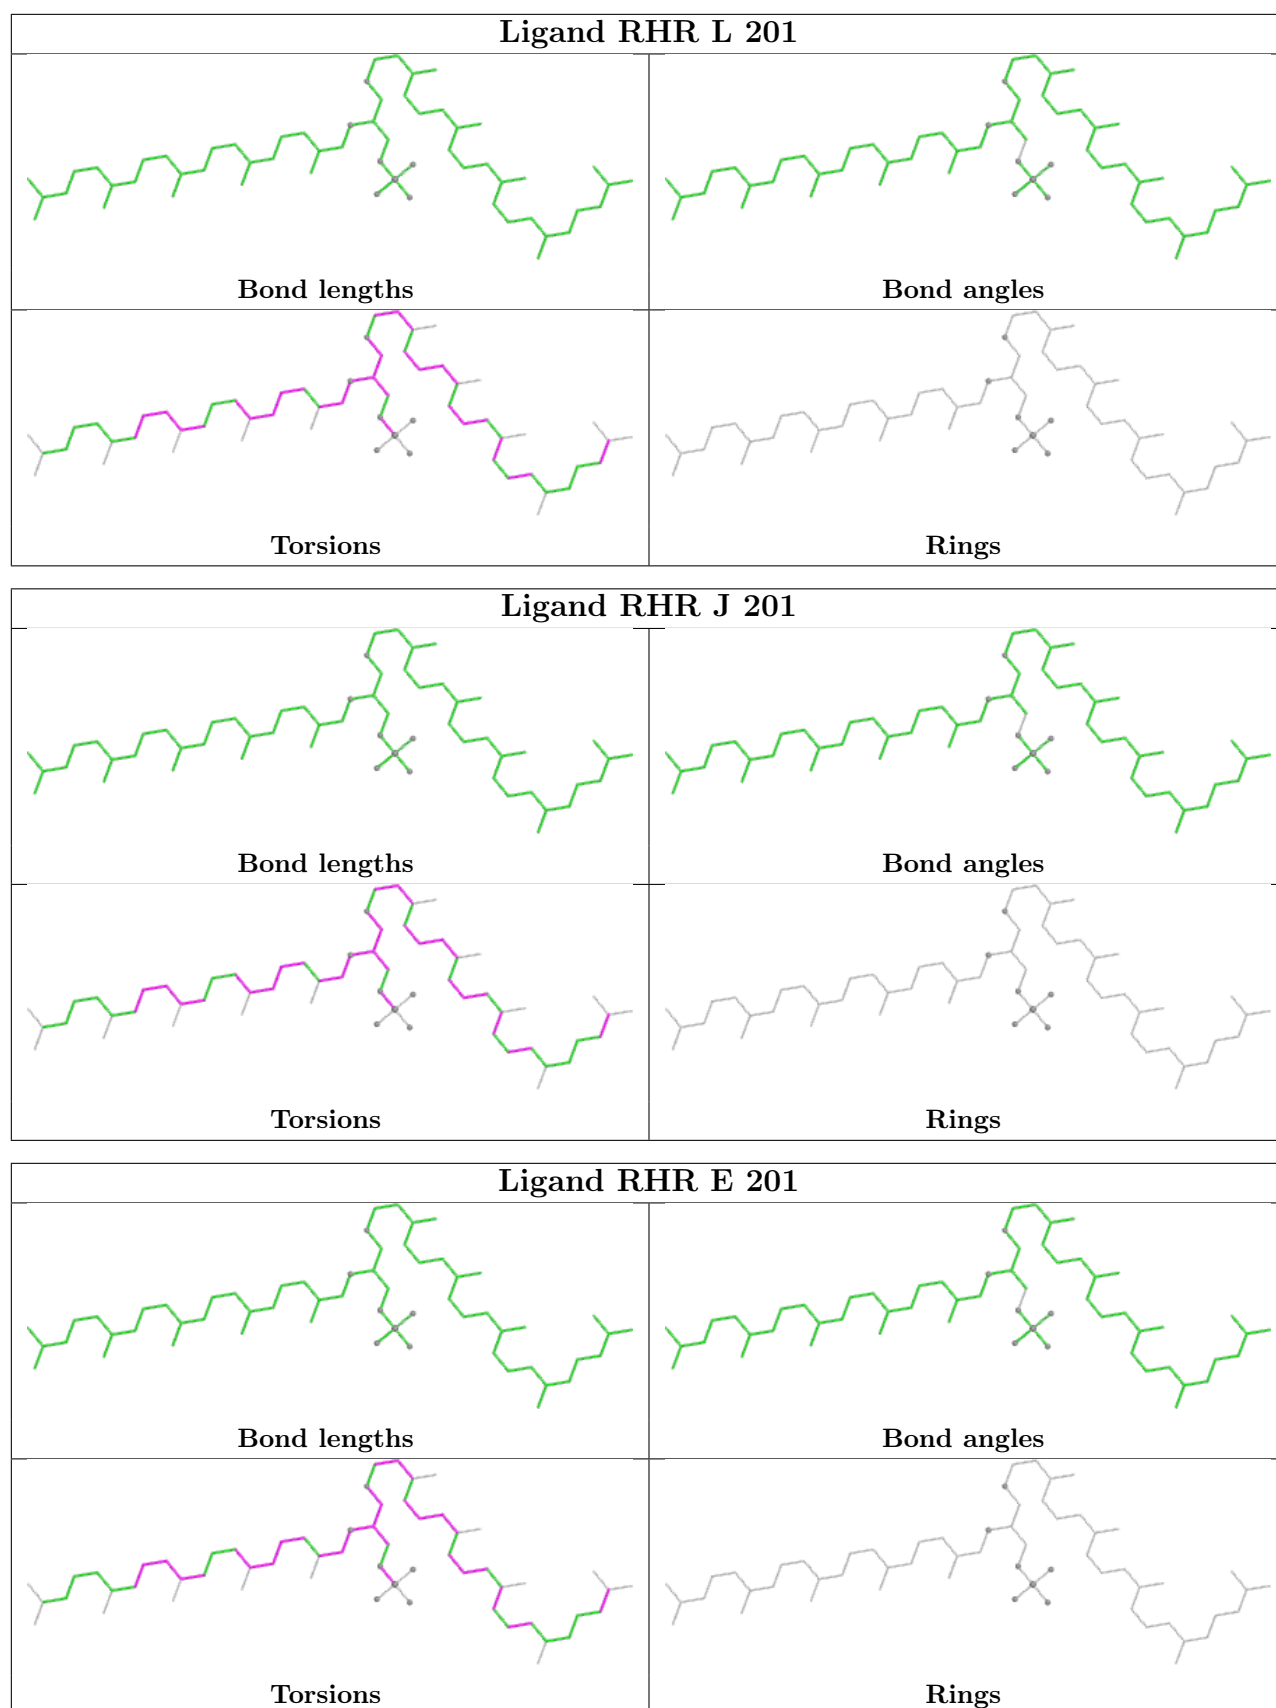 Ligand RHR L 201
Bond lengths
Bond angles
Torsions
Rings
Ligand RHR J 201
Bond lengths
Bond angles
Torsions
Rings
Ligand RHR E 201
Bond lengths
Bond angles
Torsions
Rings